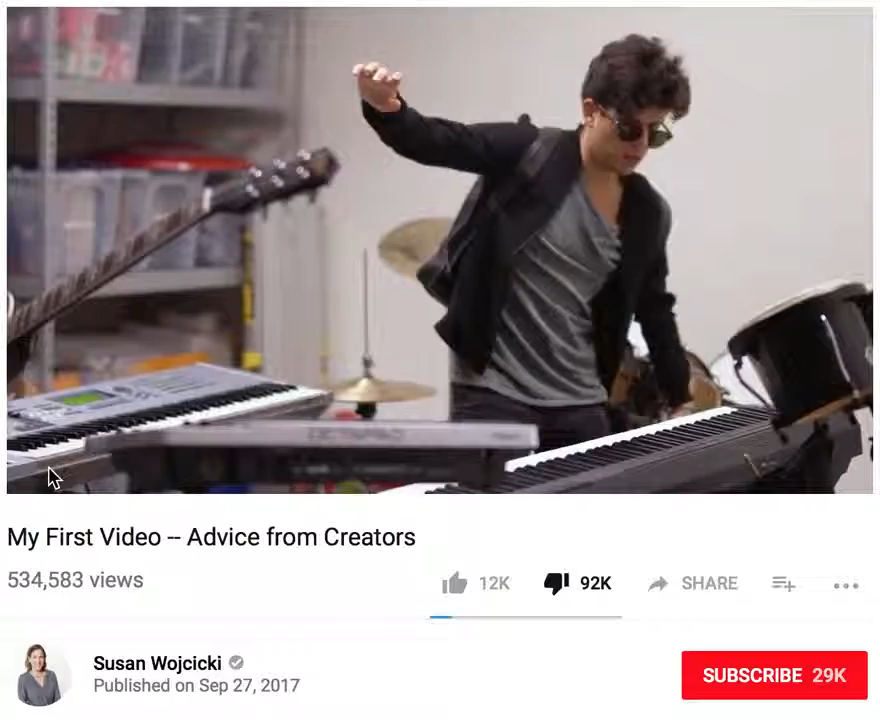 My First Video -- Advice from Creators
534,583 views
12K 92K SHARE
Susan Wojcicki
Published on Sep 27, 2017
SUBSCRIBE 29K